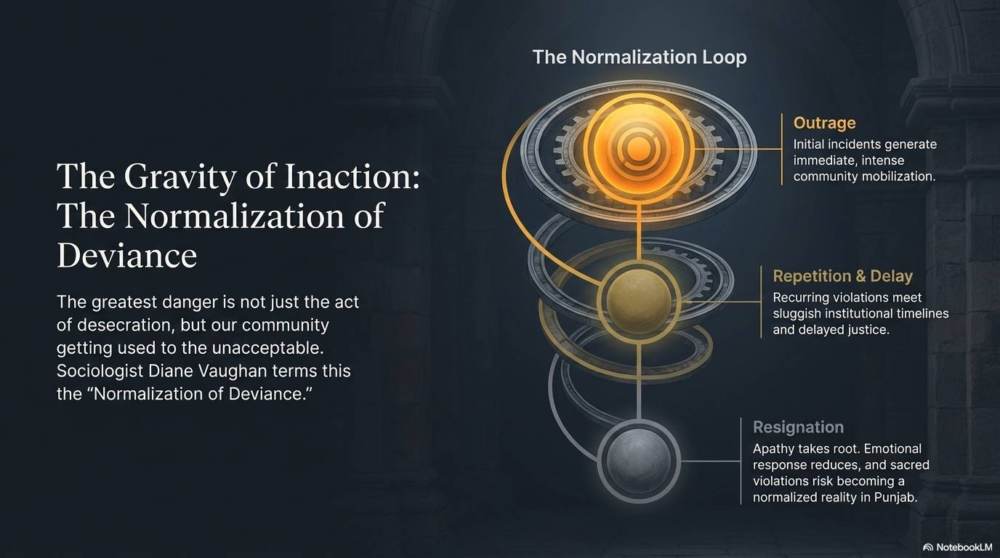 The Gravity of Inaction:
The Normalization of
Deviance
The greatest danger is not just the act
of desecration, but our community
getting used to the unacceptable.
Sociologist Diane Vaughan terms this
the “Normalization of Deviance.”
The Normalization Loop
Outrage
Initial incidents generate
immediate, intense
community mobilization.
Repetition & Delay
Recurring violations meet
sluggish institutional timelines
and delayed justice.
Resignation
Apathy takes root. Emotional
response reduces, and sacred
violations risk becoming a
normalized reality in Punjab.
NotebookLM